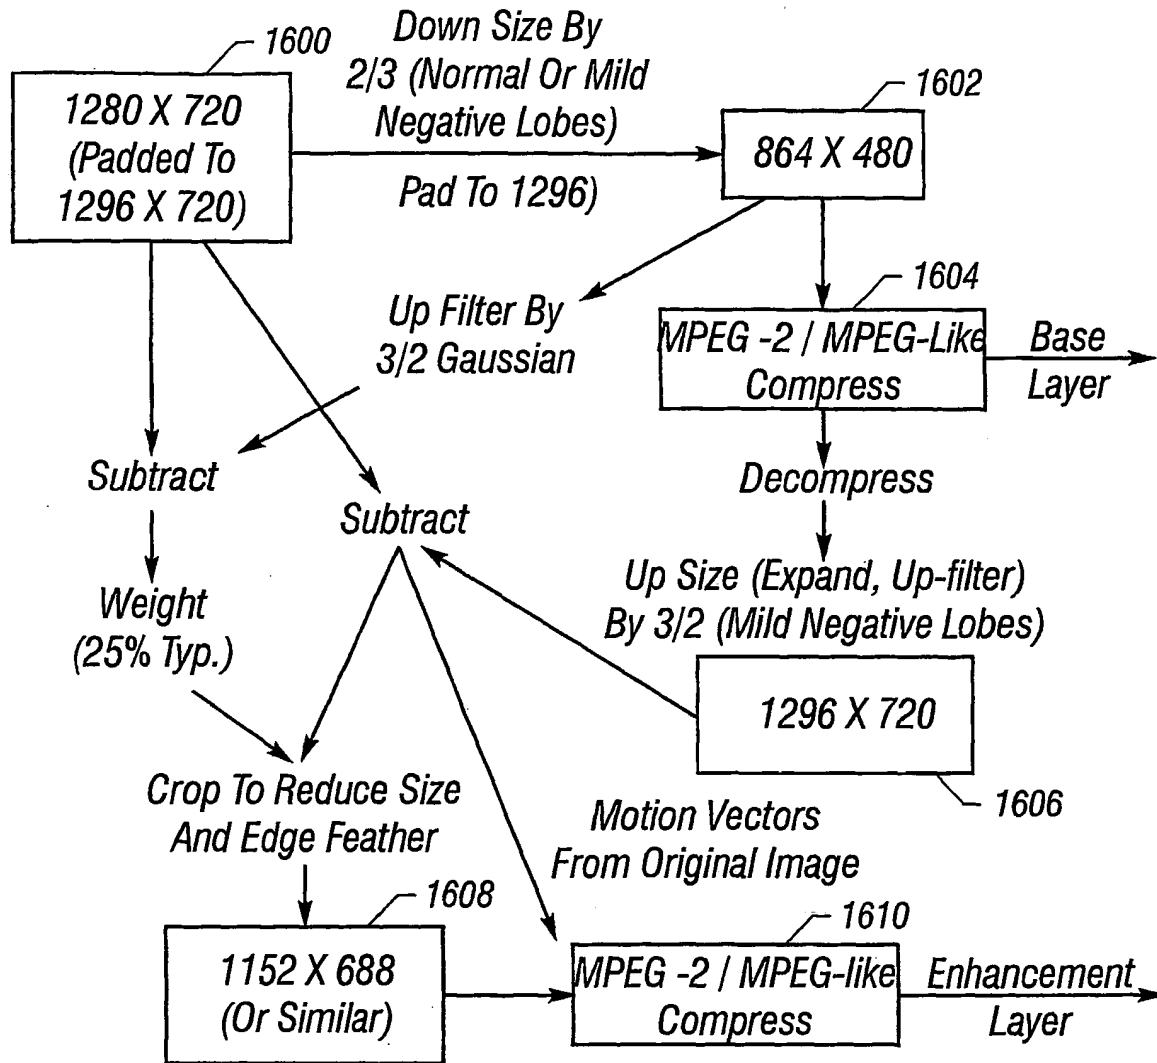 1600
1280 X 720
(Padded To
1296 X 720)
Down Size By
2/3 (Normal Or Mild
Negative Lobes)
Pad To 1296)
1602
864 X 480
Up Filter By
3/2 Gaussian
1604
MPEG -2 / MPEG-Like
Compress
Base
Layer
Subtract
Subtract
Decompress
Weight
(25% Typ.)
Up Size (Expand, Up-filter)
By 3/2 (Mild Negative Lobes)
1296 X 720
1606
Crop To Reduce Size
And Edge Feather
Motion Vectors
From Original Image
1608
1152 X 688
(Or Similar)
1610
MPEG -2 / MPEG-like
Compress
Enhancement
Layer